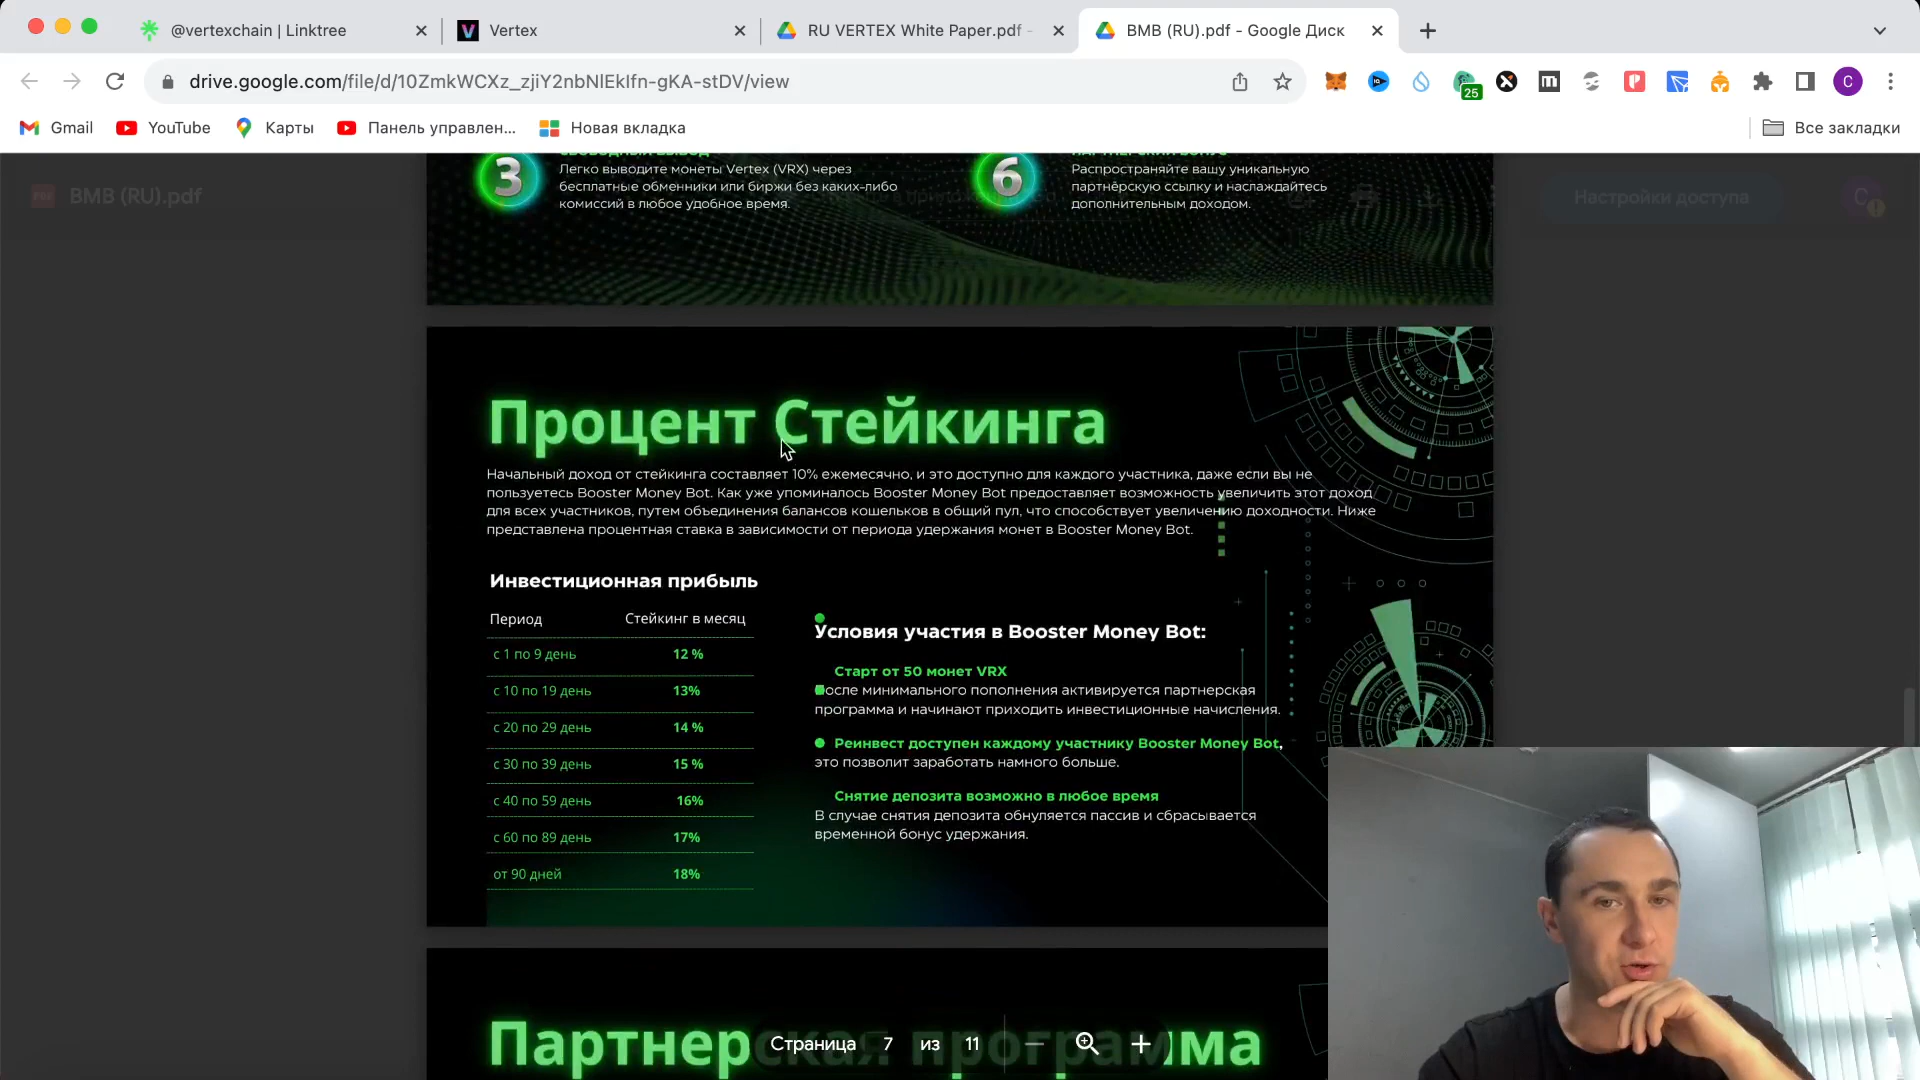 @vertexchain | Linktree
Vertex
RU VERTEX White Paper.pdf -
BMB (RU).pdf - Google Диск
drive.google.com/file/d/10ZmkWCXz_zjiY2nbNlEkIfn-gKA-stDV/view
25
C
Gmail
YouTube
Карты
Панель управлен...
Новая вкладка
Все закладки
BMB (RU).pdf
Настройки доступа
3
Легко выводите монеты Vertex (VRX) через
бесплатные обменники или биржи без каких-либо
комиссий в любое удобное время.
6
Распространяйте вашу уникальную
партнёрскую ссылку и наслаждайтесь
дополнительным доходом.
Процент Стейкинга
Начальный доход от стейкинга составляет 10% ежемесячно, и это доступно для каждого участника, даже если вы не
пользуетесь Booster Money Bot. Как уже упоминалось Booster Money Bot предоставляет возможность увеличить этот доход
для всех участников, путем объединения балансов кошельков в общий пул, что способствует увеличению доходности. Ниже
представлена процентная ставка в зависимости от периода удержания монет в Booster Money Bot.
Инвестиционная прибыль
Период Стейкинг в месяц
с 1 по 9 день 12 %
с 10 по 19 день 13%
с 20 по 29 день 14 %
с 30 по 39 день 15 %
с 40 по 59 день 16%
с 60 по 89 день 17%
от 90 дней 18%
Условия участия в Booster Money Bot:
Старт от 50 монет VRX
После минимального пополнения активируется партнерская
программа и начинают приходить инвестиционные начисления.
Реинвест доступен каждому участнику Booster Money Bot,
это позволит заработать намного больше.
Снятие депозита возможно в любое время
В случае снятия депозита обнуляется пассив и сбрасывается
временной бонус удержания.
Партнерская программа
Страница 7 из 11